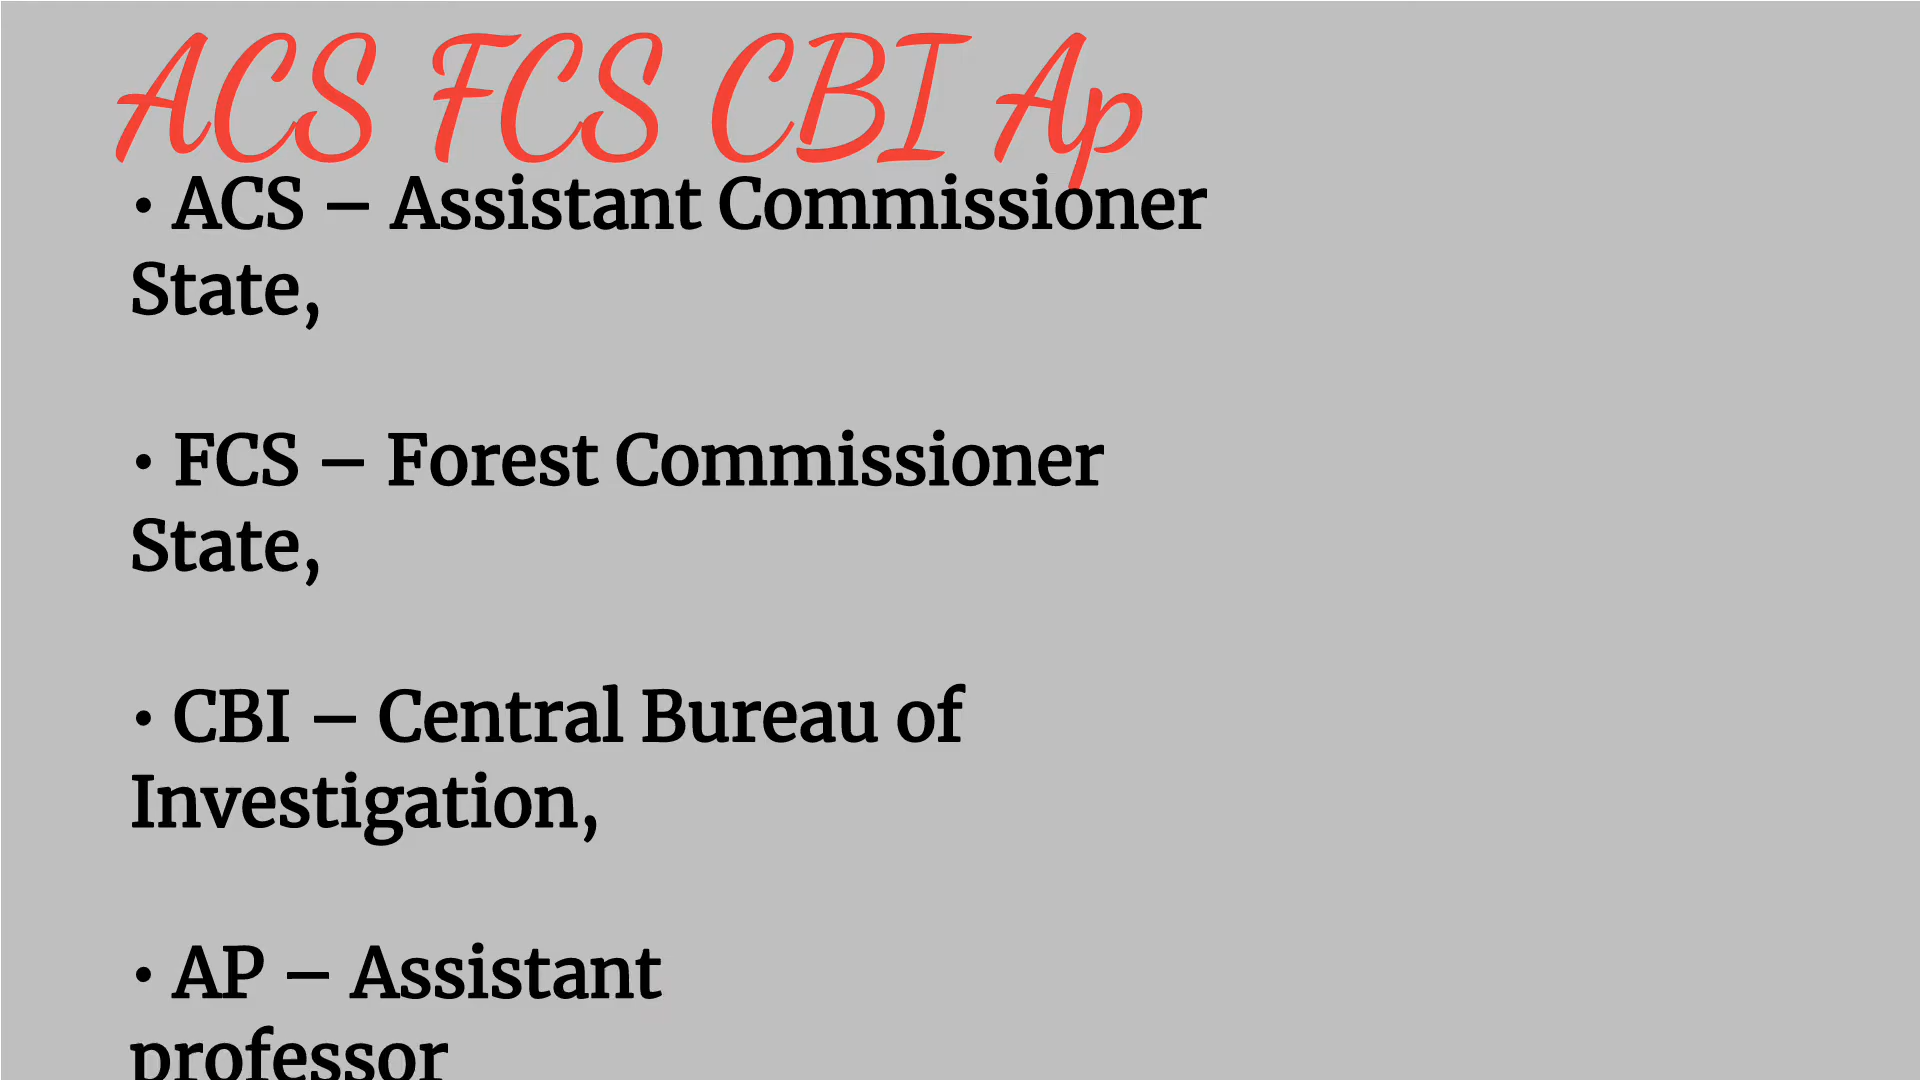 ACS FCS CBI Ap
• ACS – Assistant Commissioner
State,
• FCS – Forest Commissioner
State,
• CBI – Central Bureau of
Investigation,
• AP – Assistant
professor